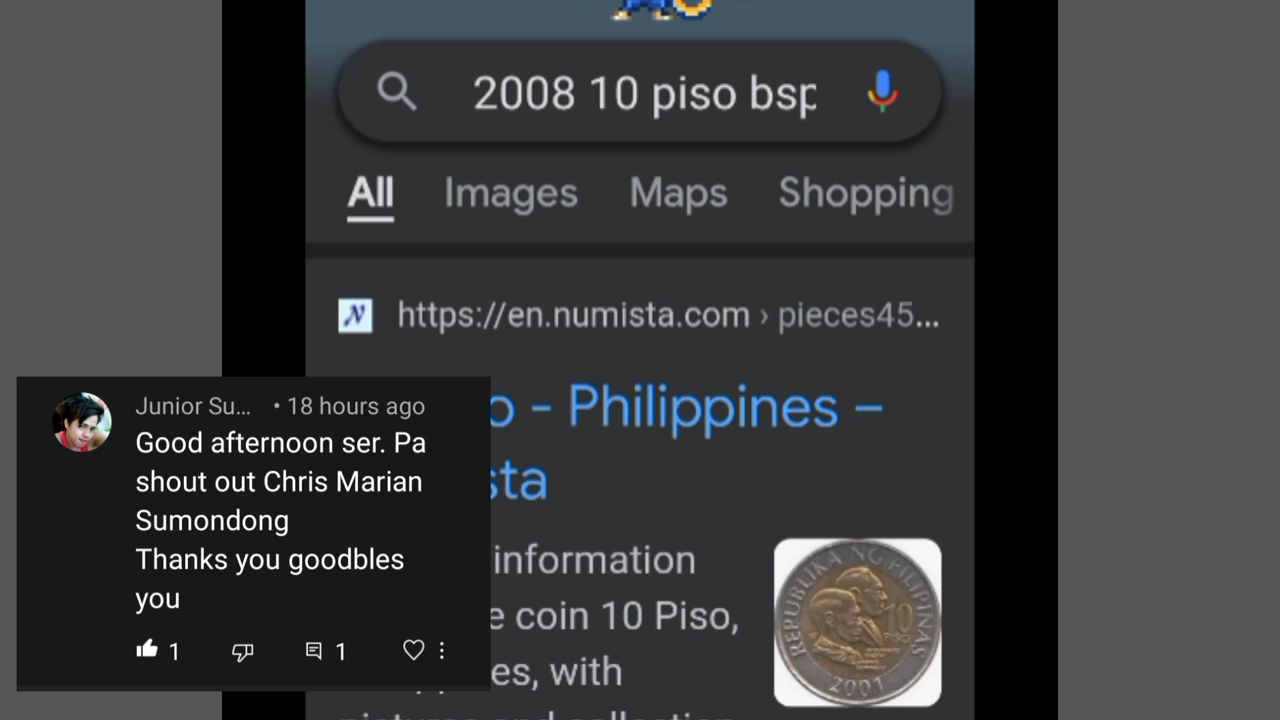 2008 10 piso bsp
All Images Maps Shopping
https://en.numista.com › pieces45...
o - Philippines –
sta
information
e coin 10 Piso,
es, with
REPUBLIKA NG PILIPINAS
10
PISO
2001
Junior Su... • 18 hours ago
Good afternoon ser. Pa
shout out Chris Marian
Sumondong
Thanks you goodbles
you
1 1